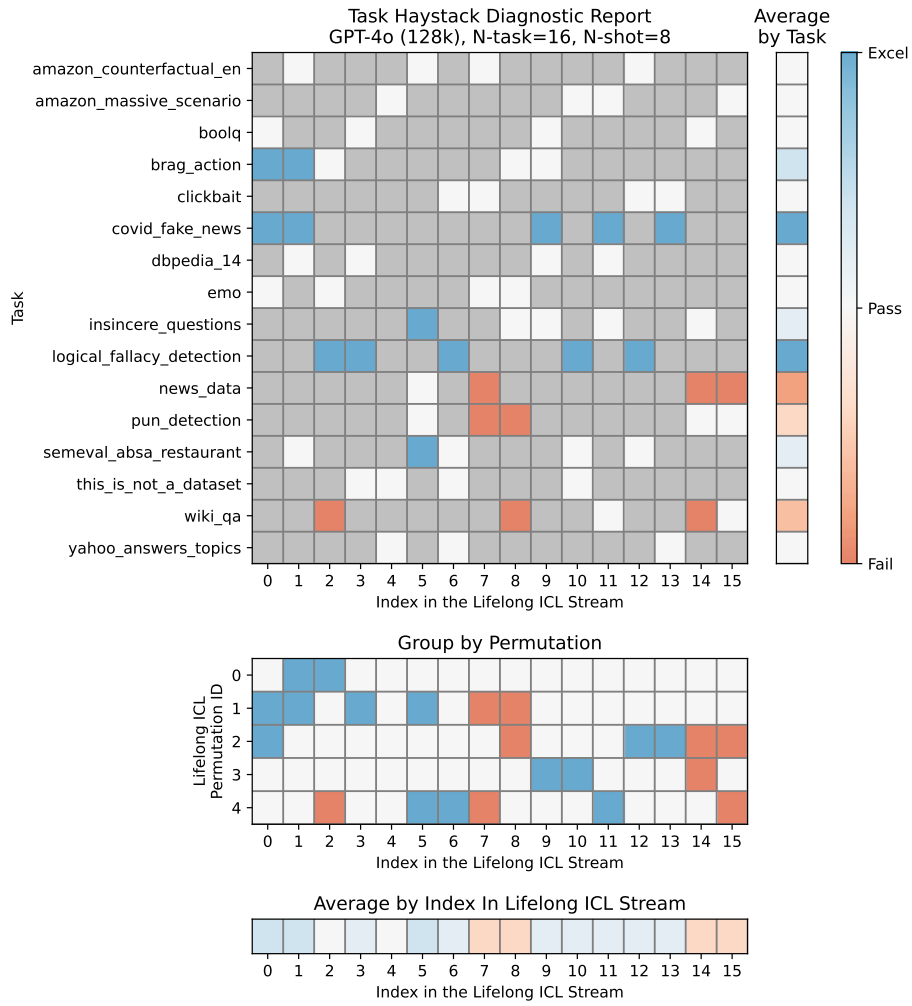 Task Haystack Diagnostic Report
GPT-4o (128k), N-task=16, N-shot=8
Average
by Task
Task
amazon_counterfactual_en
amazon_massive_scenario
boolq
brag_action
clickbait
covid_fake_news
dbpedia_14
emo
insincere_questions
logical_fallacy_detection
news_data
pun_detection
semeval_absa_restaurant
this_is_not_a_dataset
wiki_qa
yahoo_answers_topics
0 1 2 3 4 5 6 7 8 9 10 11 12 13 14 15
Index in the Lifelong ICL Stream
Excel
Pass
Fail
Group by Permutation
Lifelong ICL
Permutation ID
0
1
2
3
4
0 1 2 3 4 5 6 7 8 9 10 11 12 13 14 15
Index in the Lifelong ICL Stream
Average by Index In Lifelong ICL Stream
0 1 2 3 4 5 6 7 8 9 10 11 12 13 14 15
Index in the Lifelong ICL Stream